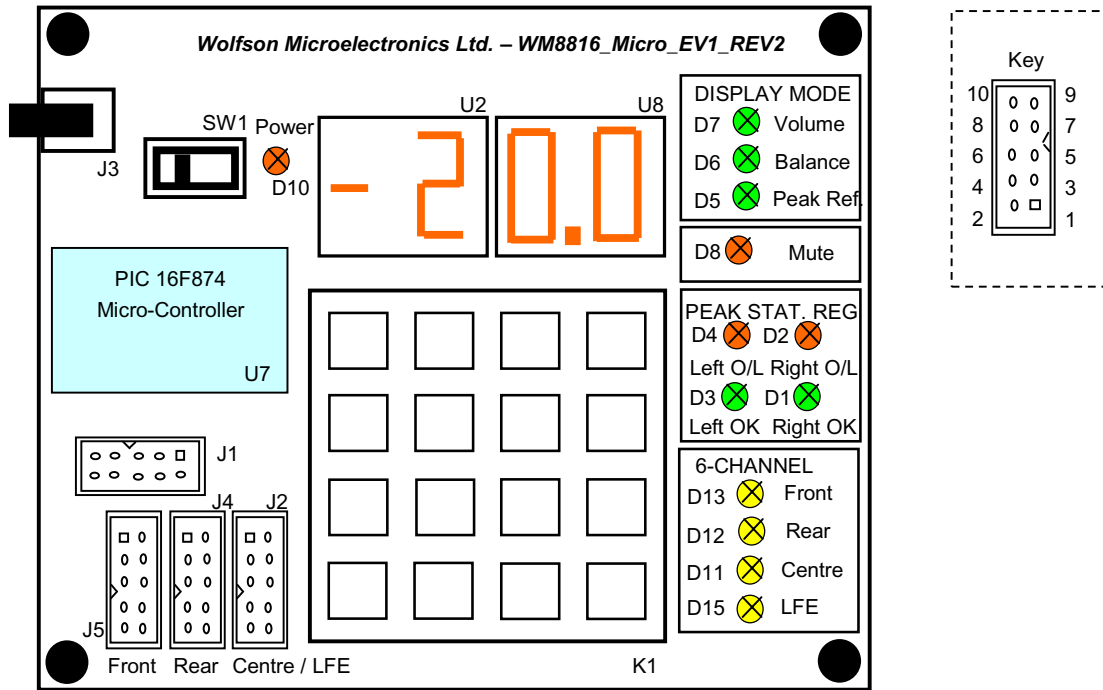 Wolfson Microelectronics Ltd. – WM8816_Micro_EV1_REV2
J3
SW1
Power
D10
U2
U8
- 2 0.0
DISPLAY MODE
D7 Volume
D6 Balance
D5 Peak Ref.
D8 Mute
PIC 16F874
Micro-Controller
U7
PEAK STAT. REG
D4 D2
Left O/L Right O/L
D3 D1
Left OK Right OK
6-CHANNEL
D13 Front
D12 Rear
D11 Centre
D15 LFE
J1
J4
J2
J5
Front Rear Centre / LFE
K1
Key
10 9
8 7
6 5
4 3
2 1